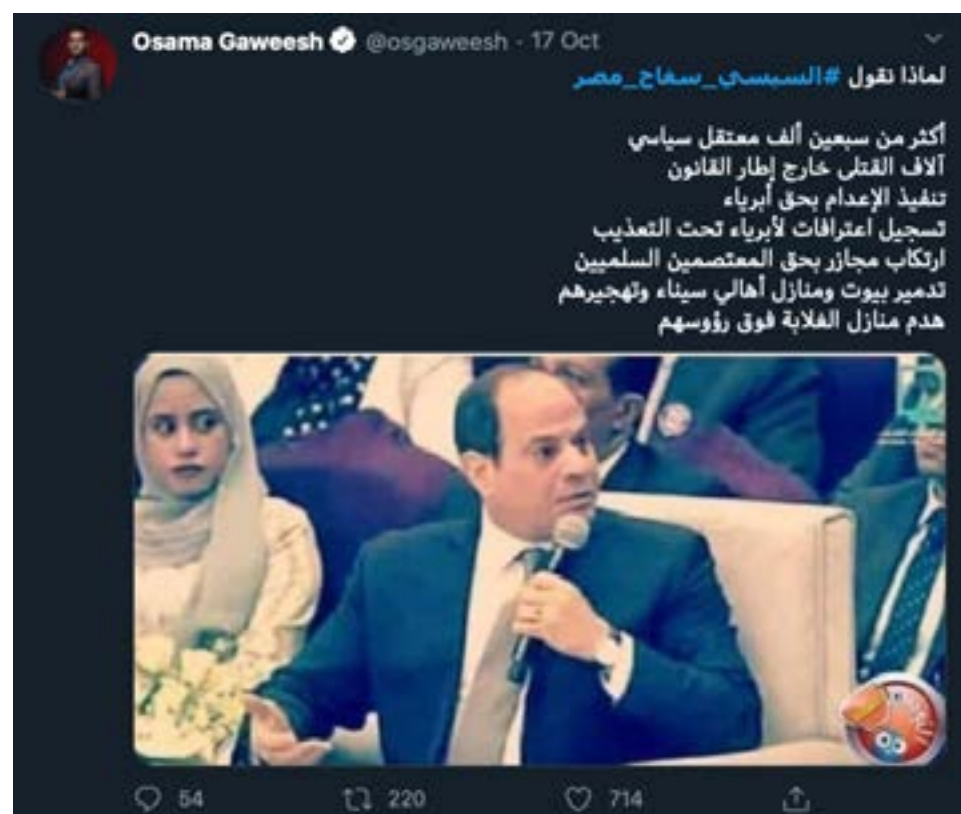 Osama Gaweesh @osgaweesh · 17 Oct
لماذا نقول #السيسي_سفاح_مصر
أكثر من سبعين ألف معتقل سياسي
آلاف القتلى خارج إطار القانون
تنفيذ الإعدام بحق أبرياء
تسجيل اعترافات لأبرياء تحت التعذيب
ارتكاب مجازر بحق المعتصمين السلميين
تدمير بيوت ومنازل أهالي سيناء وتهجيرهم
هدم منازل الغلابة فوق رؤوسهم
54 220 714